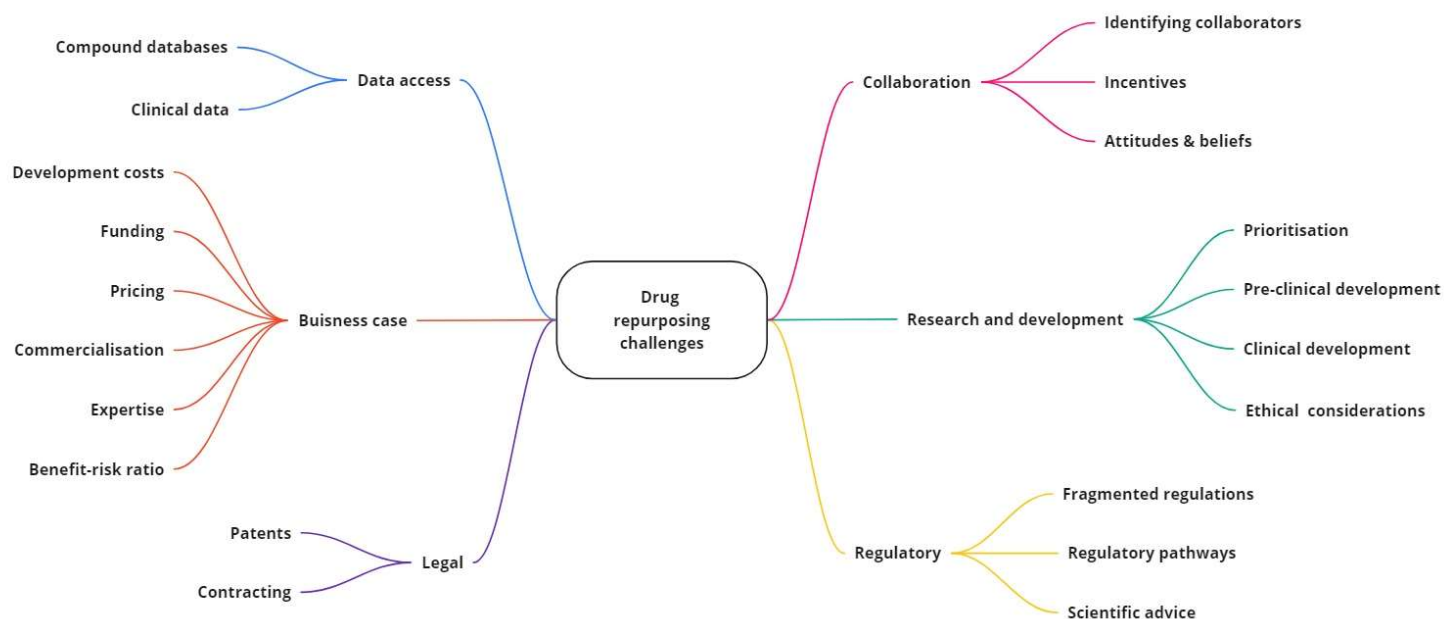 Drug
repurposing
challenges
Data access
Compound databases
Clinical data
Buisness case
Development costs
Funding
Pricing
Commercialisation
Expertise
Benefit-risk ratio
Legal
Patents
Contracting
Collaboration
Identifying collaborators
Incentives
Attitudes & beliefs
Research and development
Prioritisation
Pre-clinical development
Clinical development
Ethical  considerations
Regulatory
Fragmented regulations
Regulatory pathways
Scientific advice